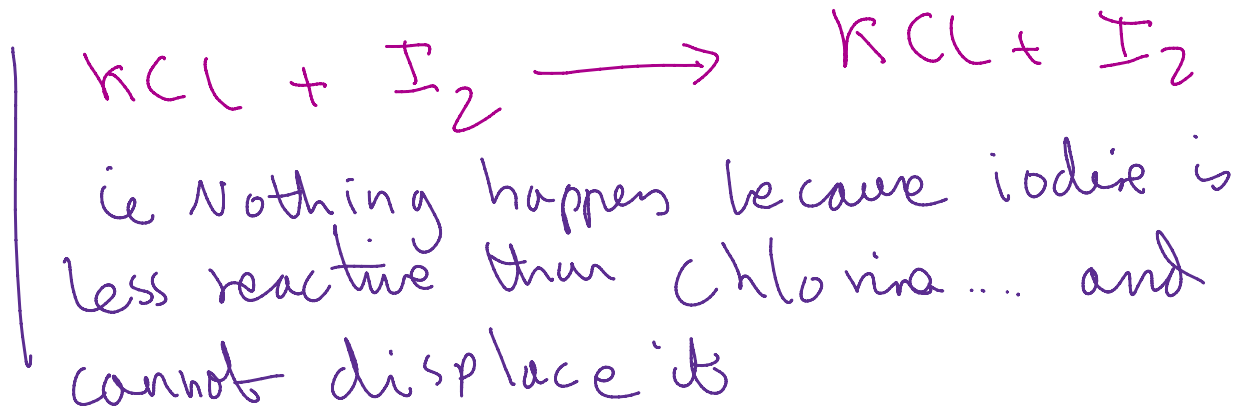 KCl + I₂ → KCl + I₂
ie Nothing happens because iodine is
less reactive than chlorine.... and
cannot displace it